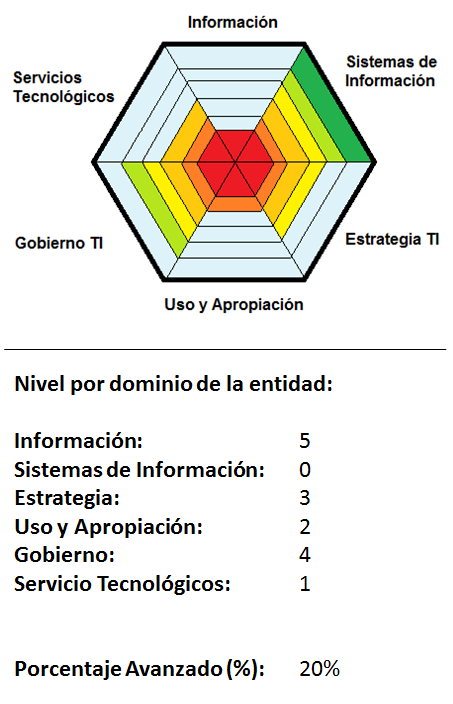 Información
Sistemas de
Información
Servicios
Tecnológicos
Gobierno TI
Estrategia TI
Uso y Apropiación
Nivel por dominio de la entidad:
Información: 5
Sistemas de Información: 0
Estrategia: 3
Uso y Apropiación: 2
Gobierno: 4
Servicio Tecnológicos: 1
Porcentaje Avanzado (%): 20%